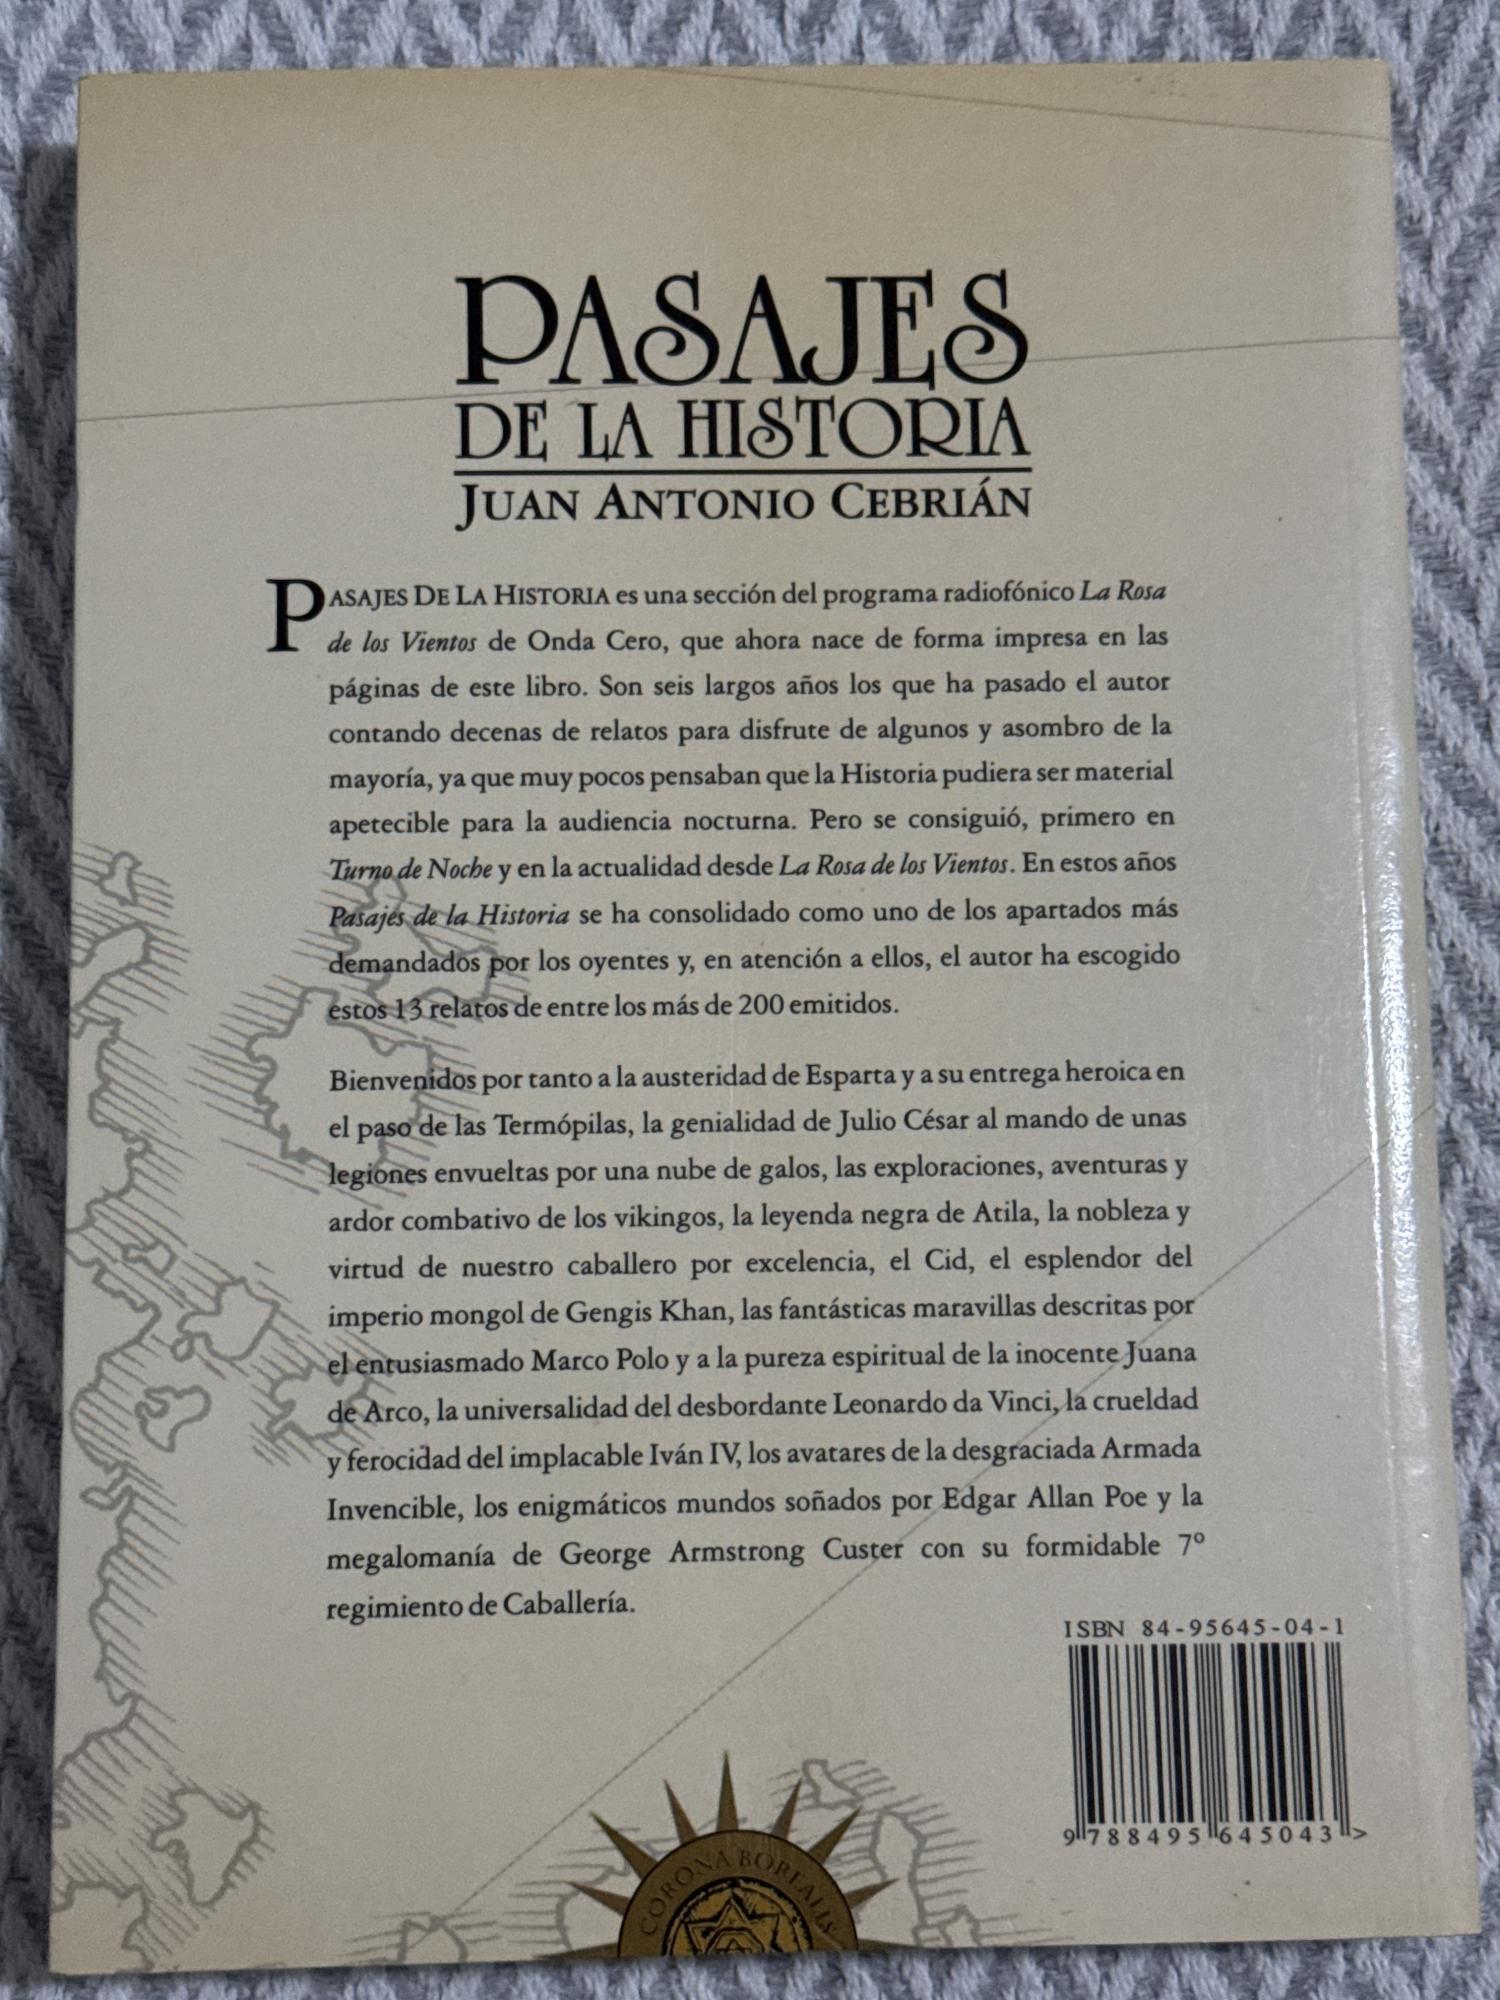 PASAJES
DE LA HISTORIA
JUAN ANTONIO CEBRIÁN
PASAJES DE LA HISTORIA es una sección del programa radiofónico La Rosa
de los Vientos de Onda Cero, que ahora nace de forma impresa en las
páginas de este libro. Son seis largos años los que ha pasado el autor
contando decenas de relatos para disfrute de algunos y asombro de la
mayoría, ya que muy pocos pensaban que la Historia pudiera ser material
apetecible para la audiencia nocturna. Pero se consiguió, primero en
Turno de Noche y en la actualidad desde La Rosa de los Vientos. En estos años
Pasajes de la Historia se ha consolidado como uno de los apartados más
demandados por los oyentes y, en atención a ellos, el autor ha escogido
estos 13 relatos de entre los más de 200 emitidos.
Bienvenidos por tanto a la austeridad de Esparta y a su entrega heroica en
el paso de las Termópilas, la genialidad de Julio César al mando de unas
legiones envueltas por una nube de galos, las exploraciones, aventuras y
ardor combativo de los vikingos, la leyenda negra de Atila, la nobleza y
virtud de nuestro caballero por excelencia, el Cid, el esplendor del
imperio mongol de Gengis Khan, las fantásticas maravillas descritas por
el entusiasmado Marco Polo y a la pureza espiritual de la inocente Juana
de Arco, la universalidad del desbordante Leonardo da Vinci, la crueldad
y ferocidad del implacable Iván IV, los avatares de la desgraciada Armada
Invencible, los enigmáticos mundos soñados por Edgar Allan Poe y la
megalomanía de George Armstrong Custer con su formidable 7º
regimiento de Caballería.
ISBN 84-95645-04-1
9 788495 645043 >
CORONA BOREALIS